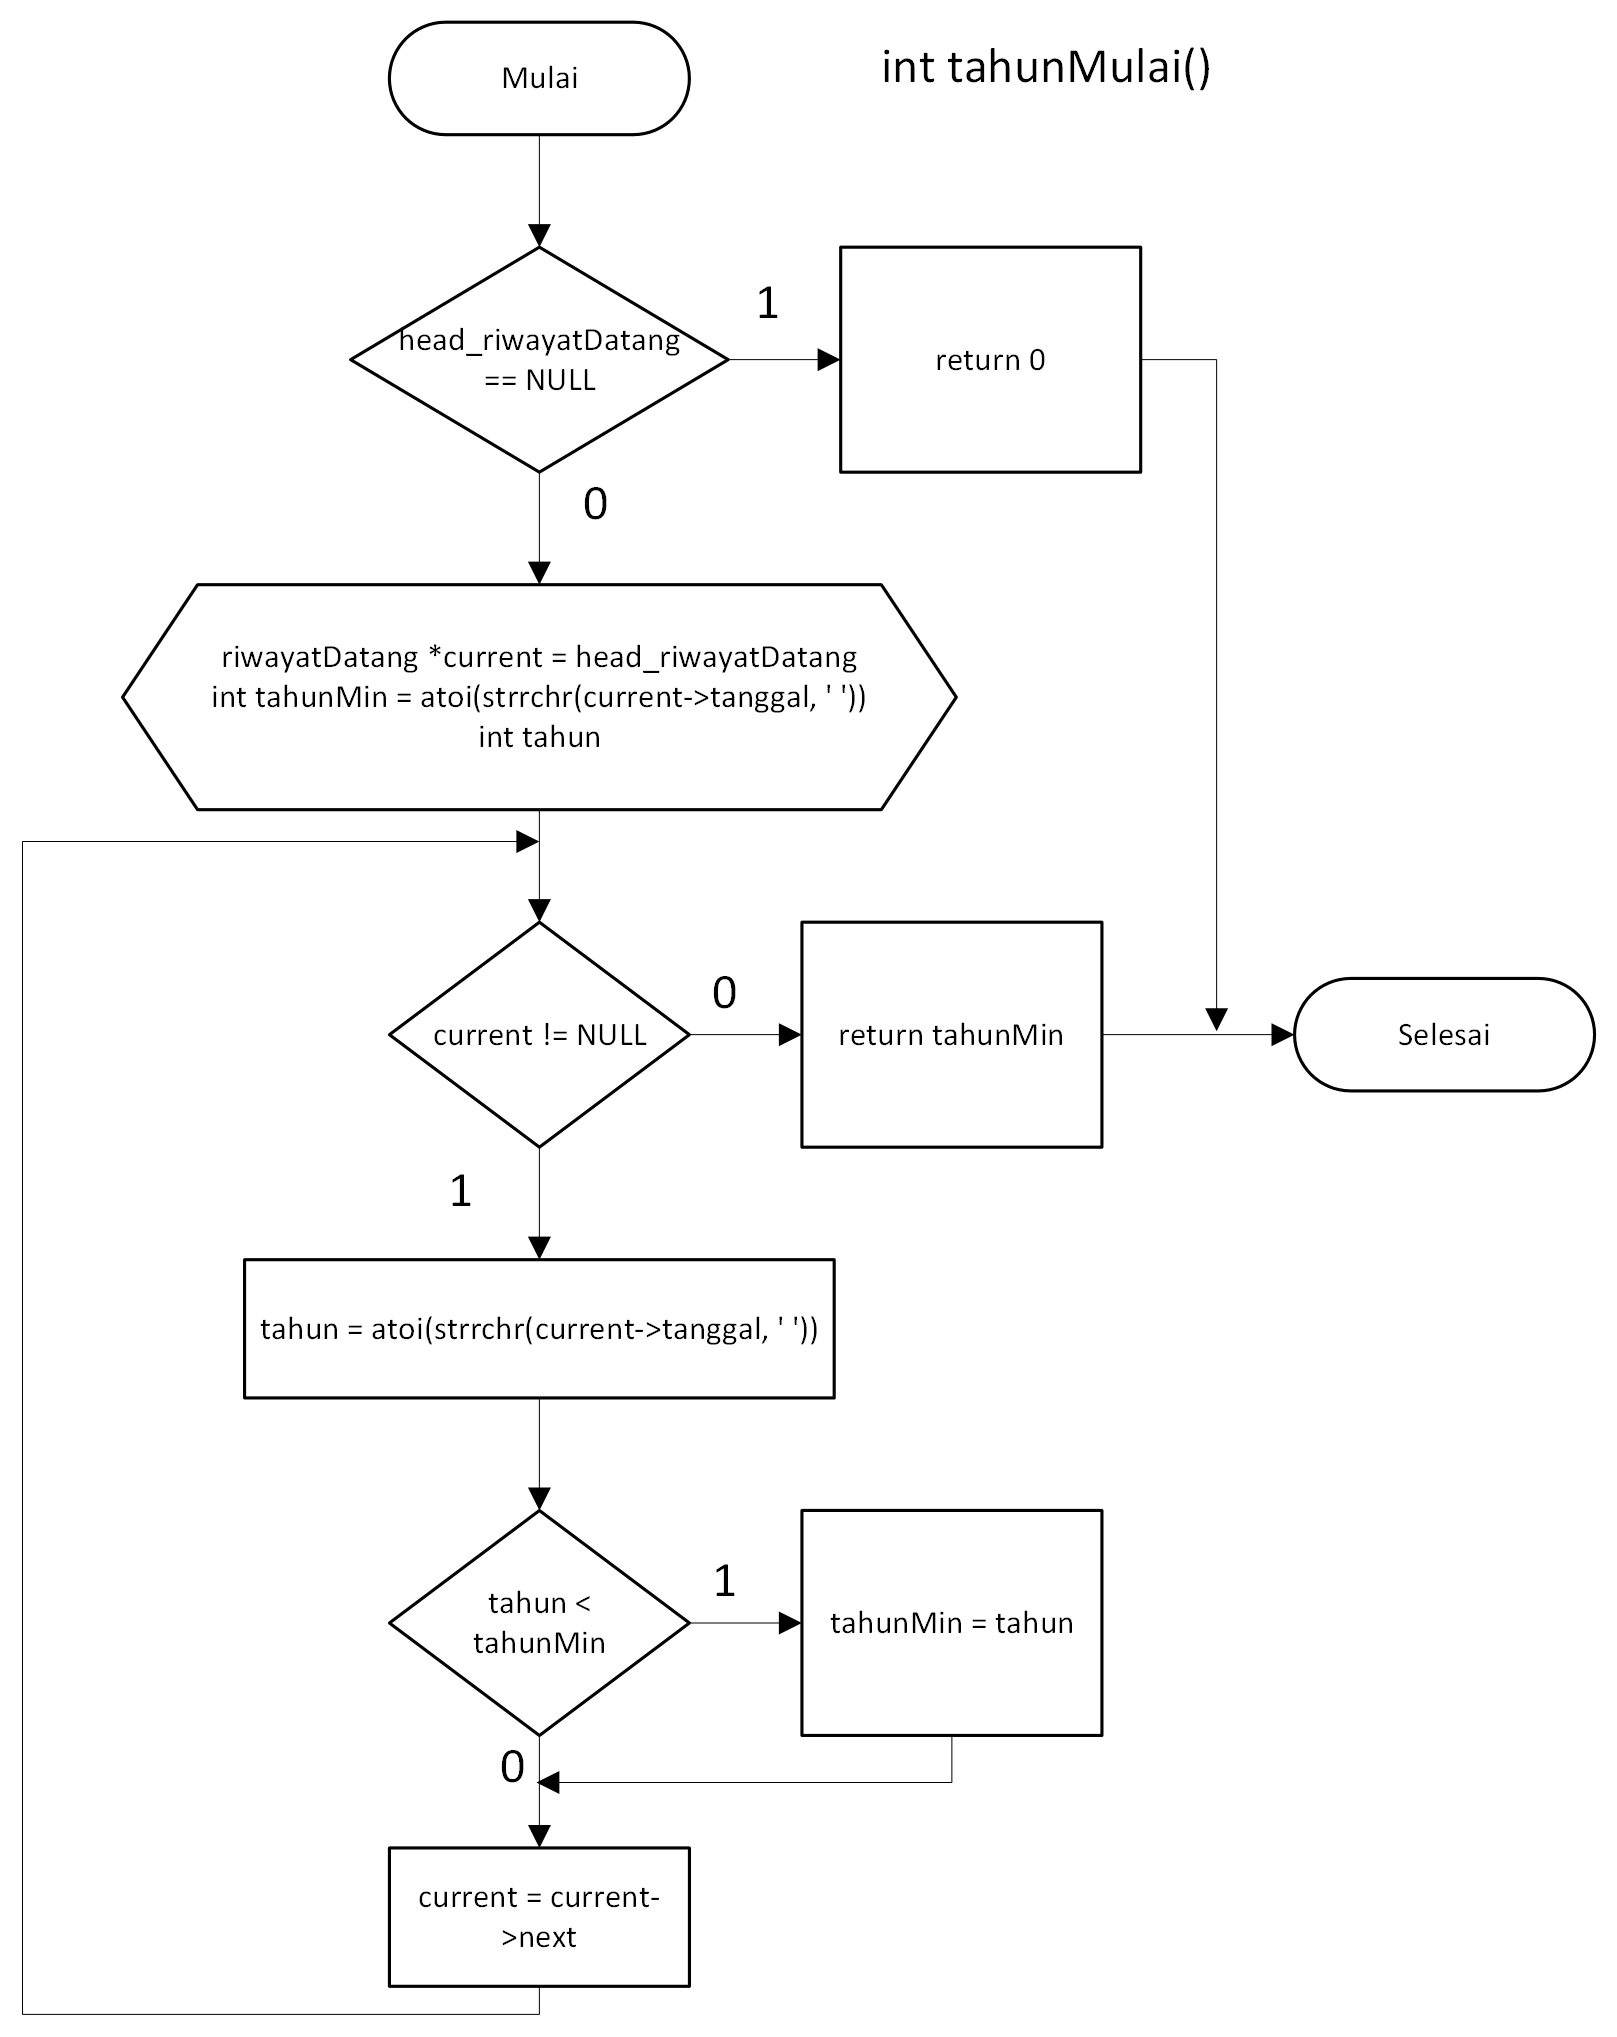 Mulai
int tahunMulai()
head_riwayatDatang
== NULL
1
return 0
0
riwayatDatang *current = head_riwayatDatang
int tahunMin = atoi(strrchr(current->tanggal, ' '))
int tahun
current != NULL
0
return tahunMin
Selesai
1
tahun = atoi(strrchr(current->tanggal, ' '))
tahun <
tahunMin
1
tahunMin = tahun
0
current = current-
>next